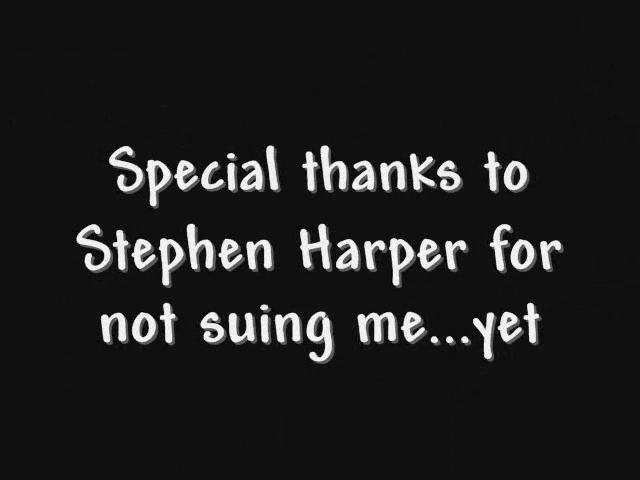 Special thanks to
Stephen Harper for
not suing me...yet